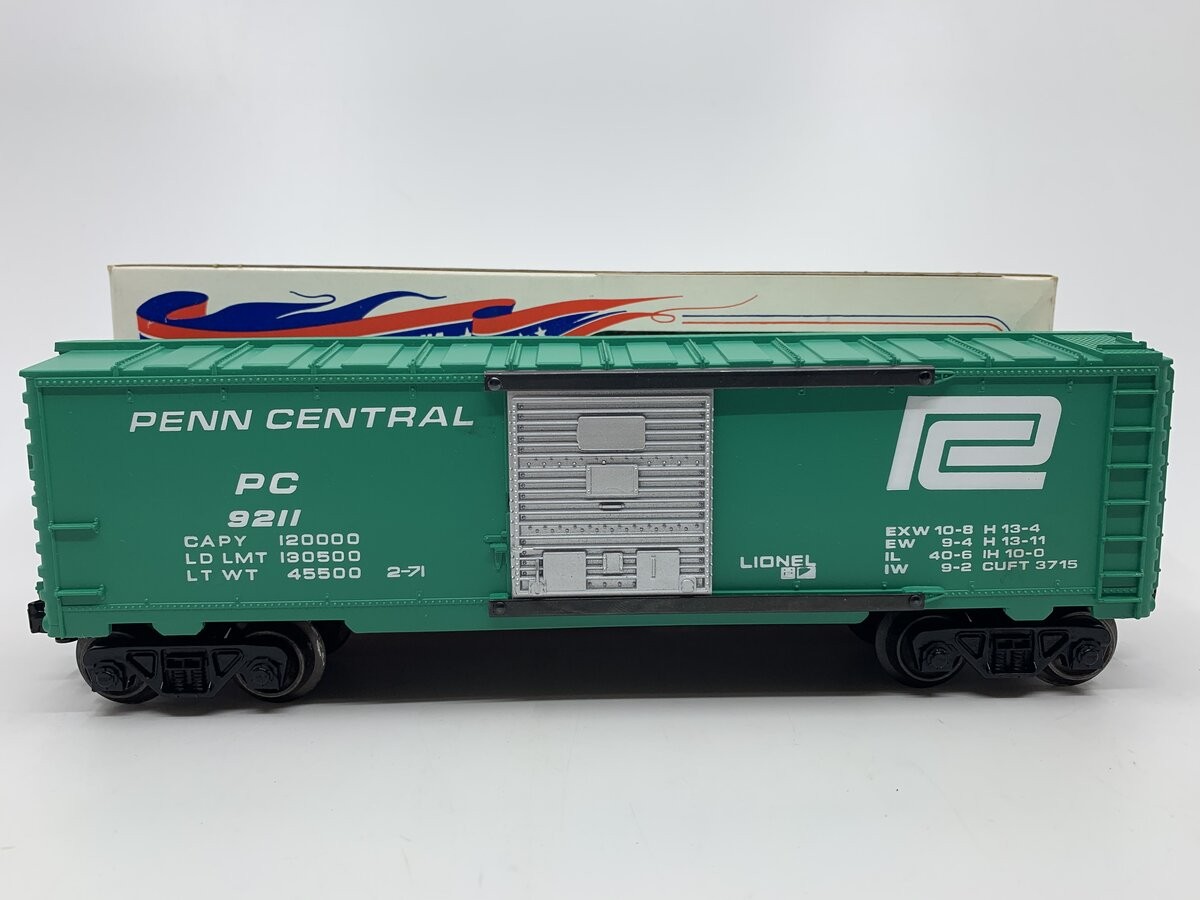 PENN CENTRAL
PC
9211
CAPY 120000
LD LMT 130500
LT WT 45500 2-71
LIONEL
EXW 10-8 H 13-4
EW 9-4 H 13-11
IL 40-6 IH 10-0
IW 9-2 CUFT 3715